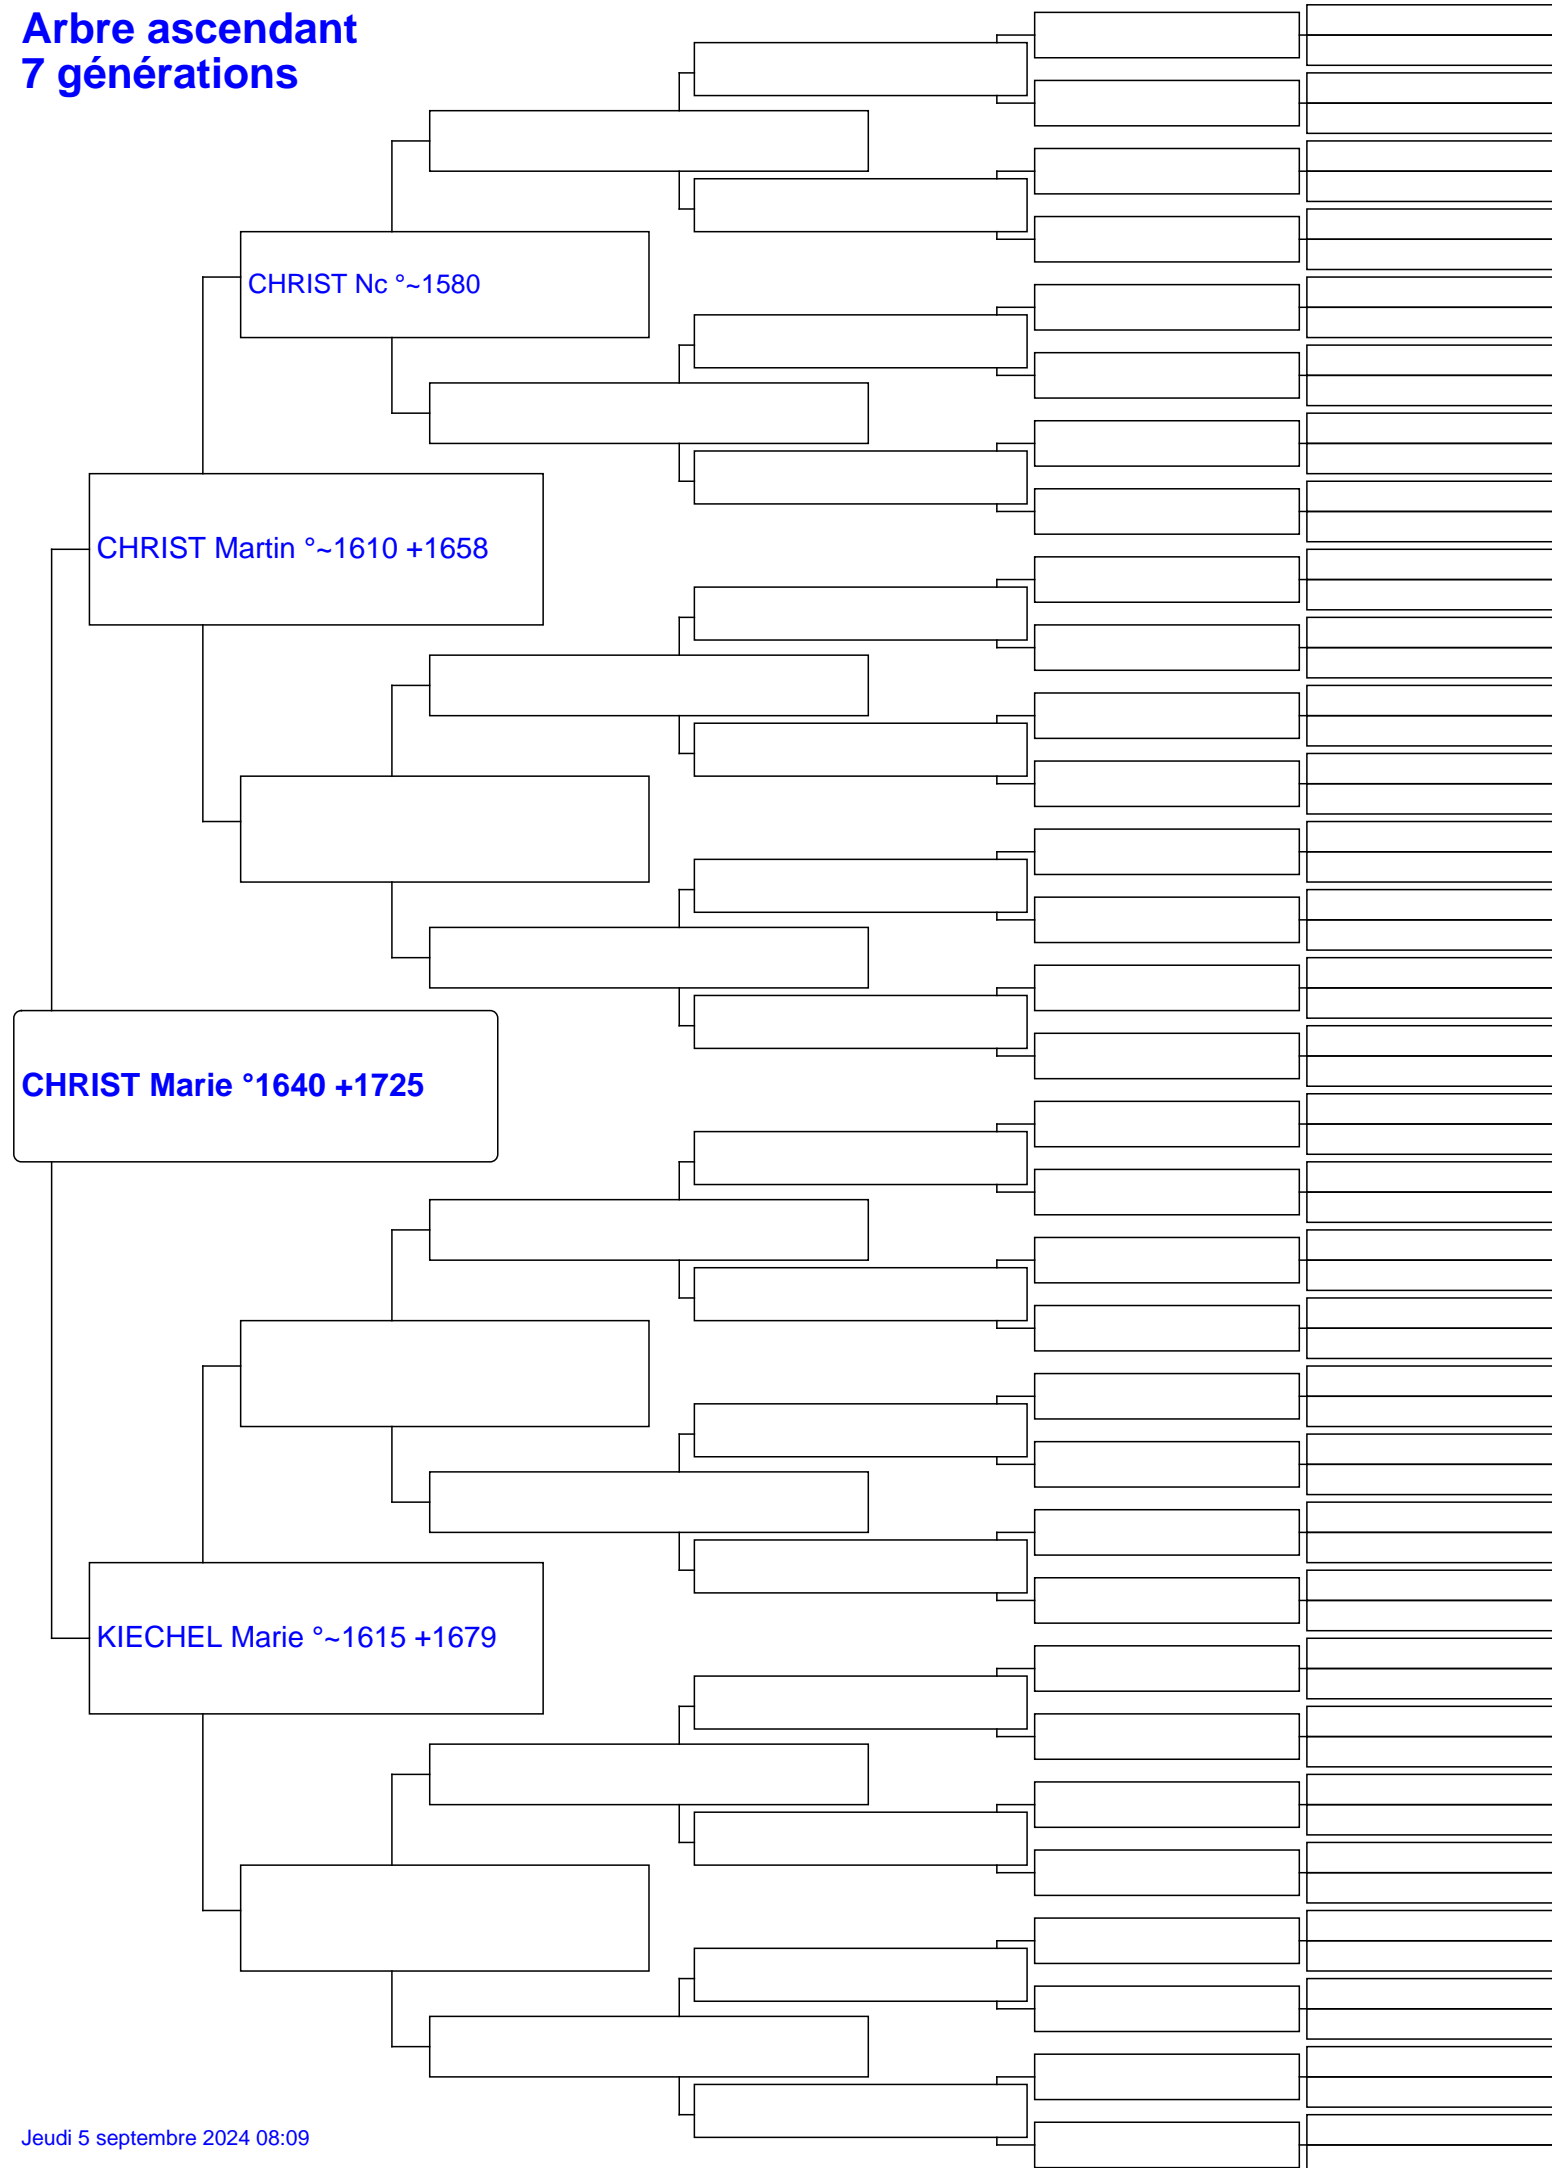 Arbre ascendant
7 générations
CHRIST Nc °~1580
CHRIST Martin °~1610 +1658
CHRIST Marie °1640 +1725
KIECHEL Marie °~1615 +1679
Jeudi 5 septembre 2024 08:09